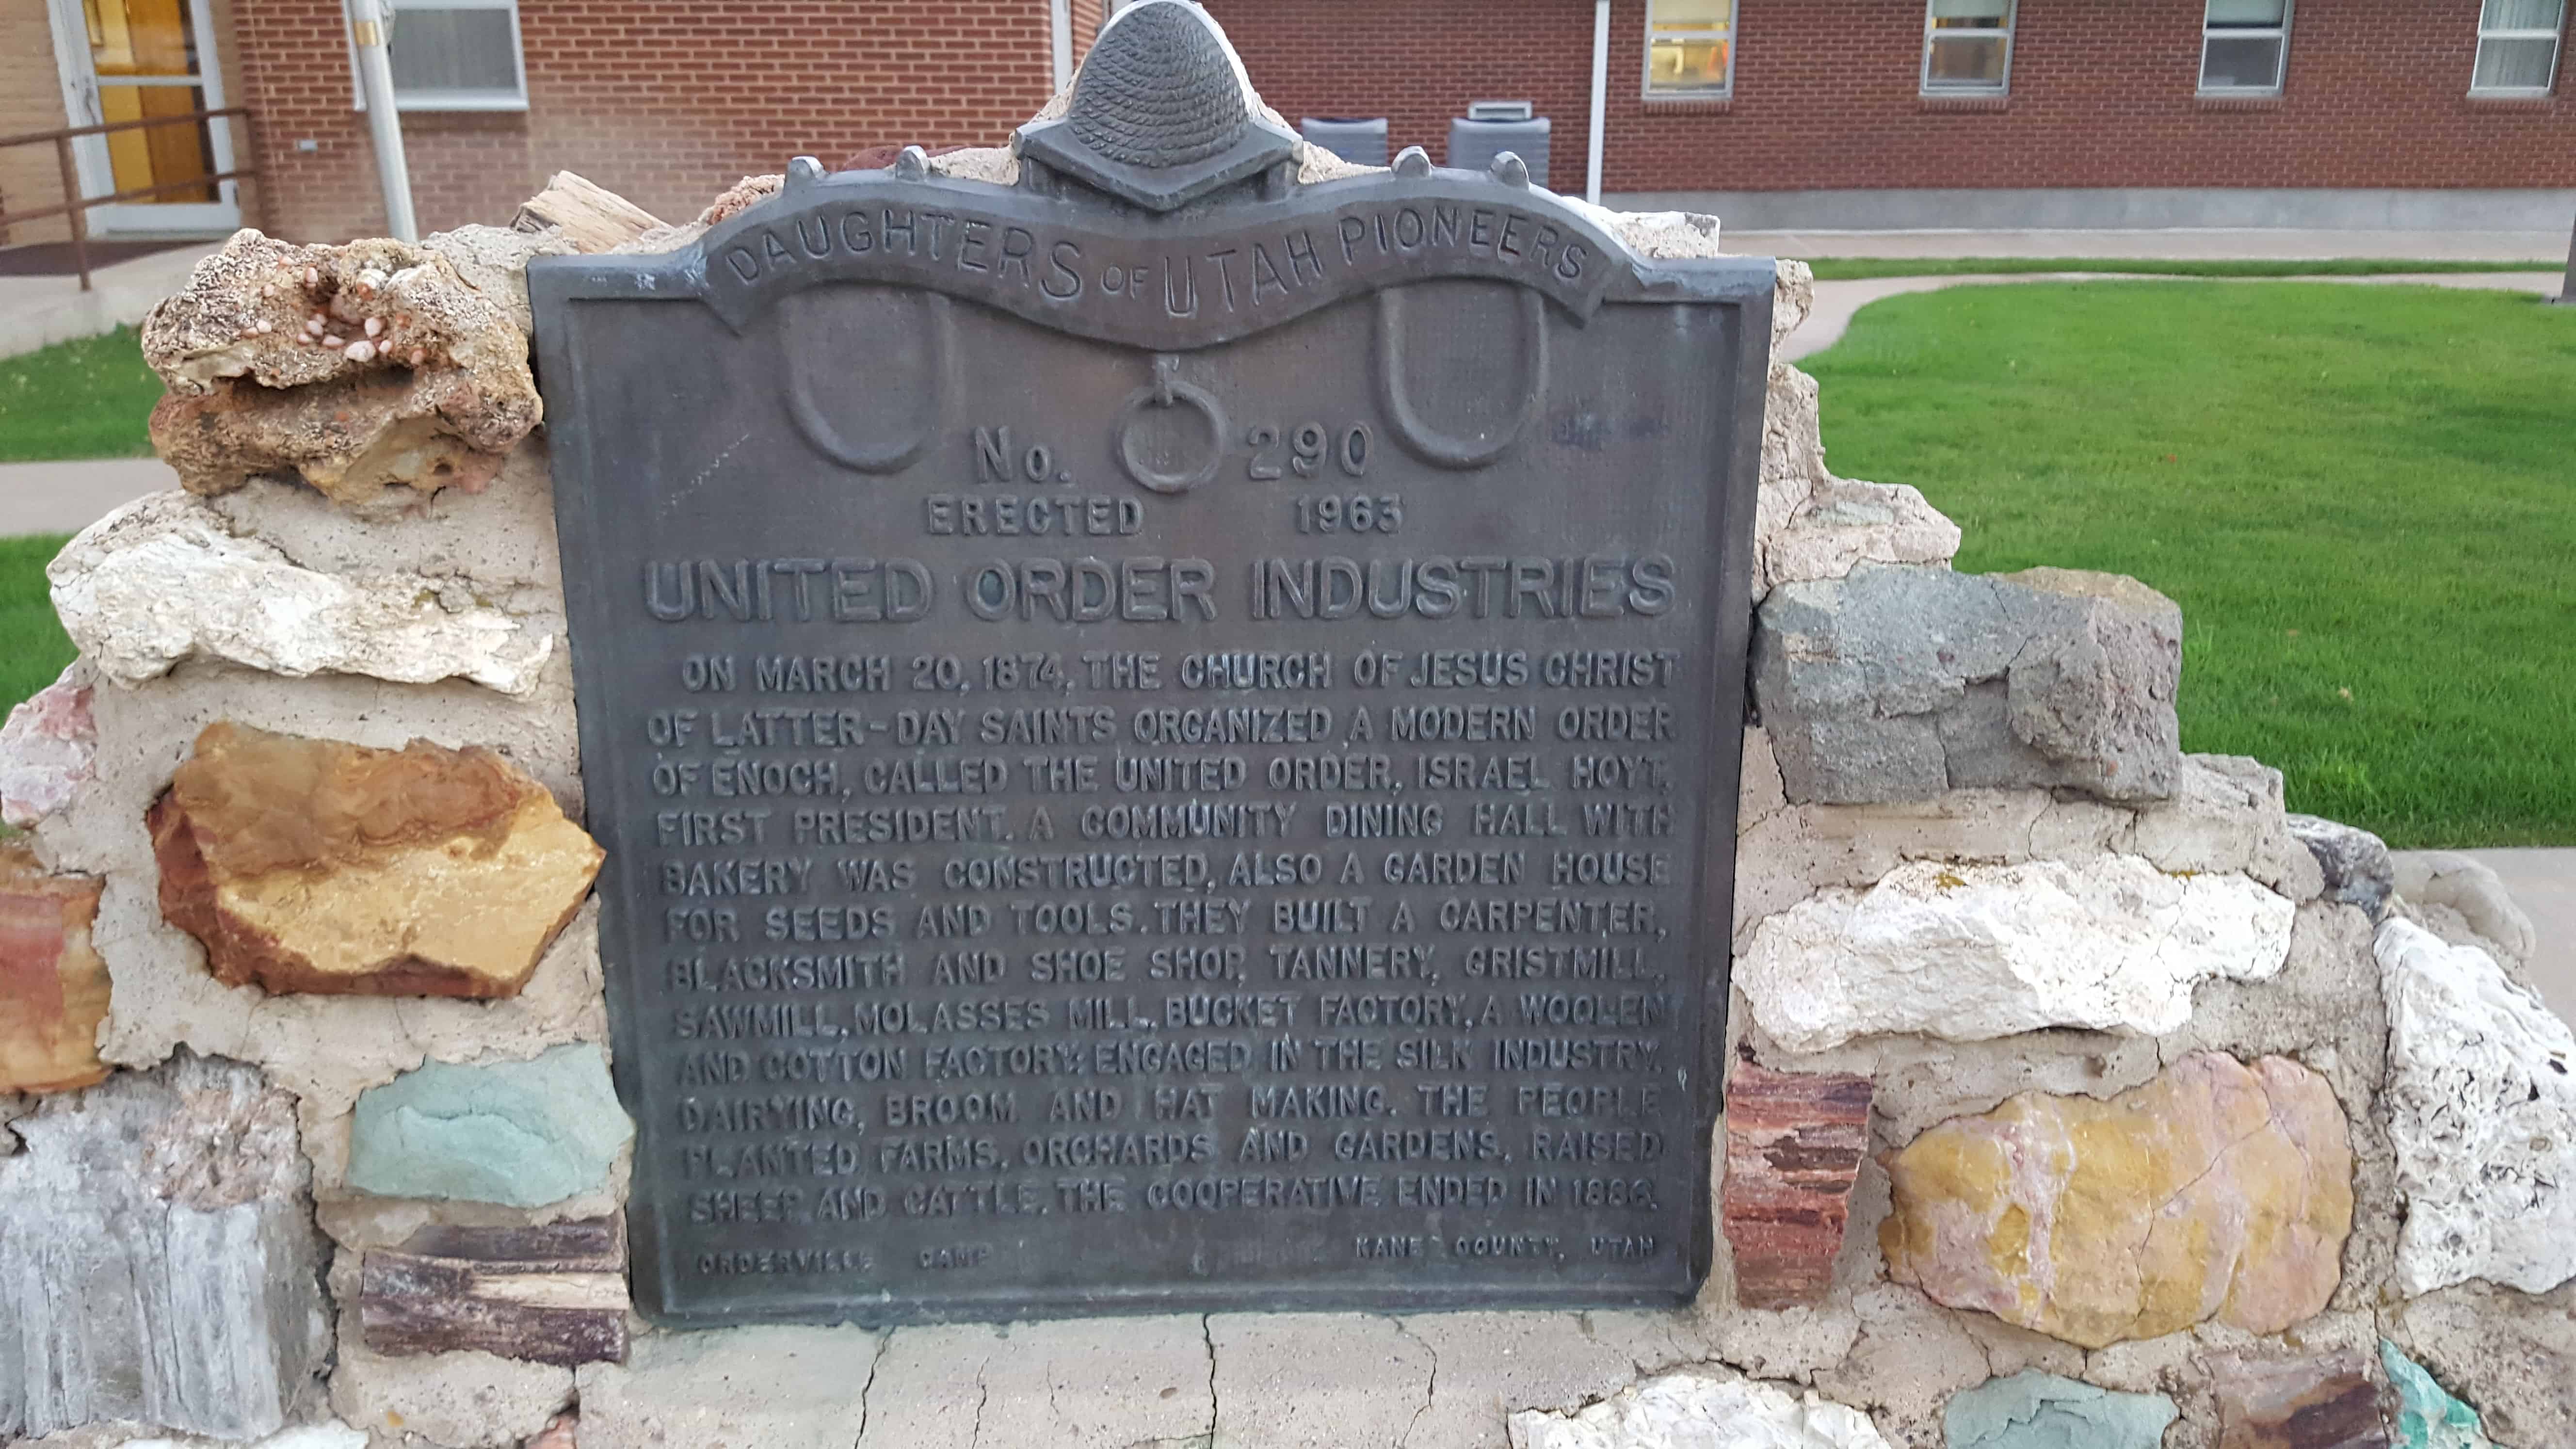 DAUGHTERS OF UTAH PIONEERS
No. 290
ERECTED 1963
UNITED ORDER INDUSTRIES
ON MARCH 20, 1874, THE CHURCH OF JESUS CHRIST
OF LATTER-DAY SAINTS ORGANIZED A MODERN ORDER
OF ENOCH, CALLED THE UNITED ORDER, ISRAEL HOYT,
FIRST PRESIDENT. A COMMUNITY DINING HALL WITH
BAKERY WAS CONSTRUCTED, ALSO A GARDEN HOUSE
FOR SEEDS AND TOOLS. THEY BUILT A CARPENTER,
BLACKSMITH AND SHOE SHOP, TANNERY, GRISTMILL,
SAWMILL, MOLASSES MILL, BUCKET FACTORY, A WOOLEN
AND COTTON FACTORY; ENGAGED IN THE SILK INDUSTRY,
DAIRYING, BROOM AND HAT MAKING. THE PEOPLE
PLANTED FARMS, ORCHARDS AND GARDENS, RAISED
SHEEP AND CATTLE. THE COOPERATIVE ENDED IN 1886.
ORDERVILLE CAMP KANE COUNTY, UTAH